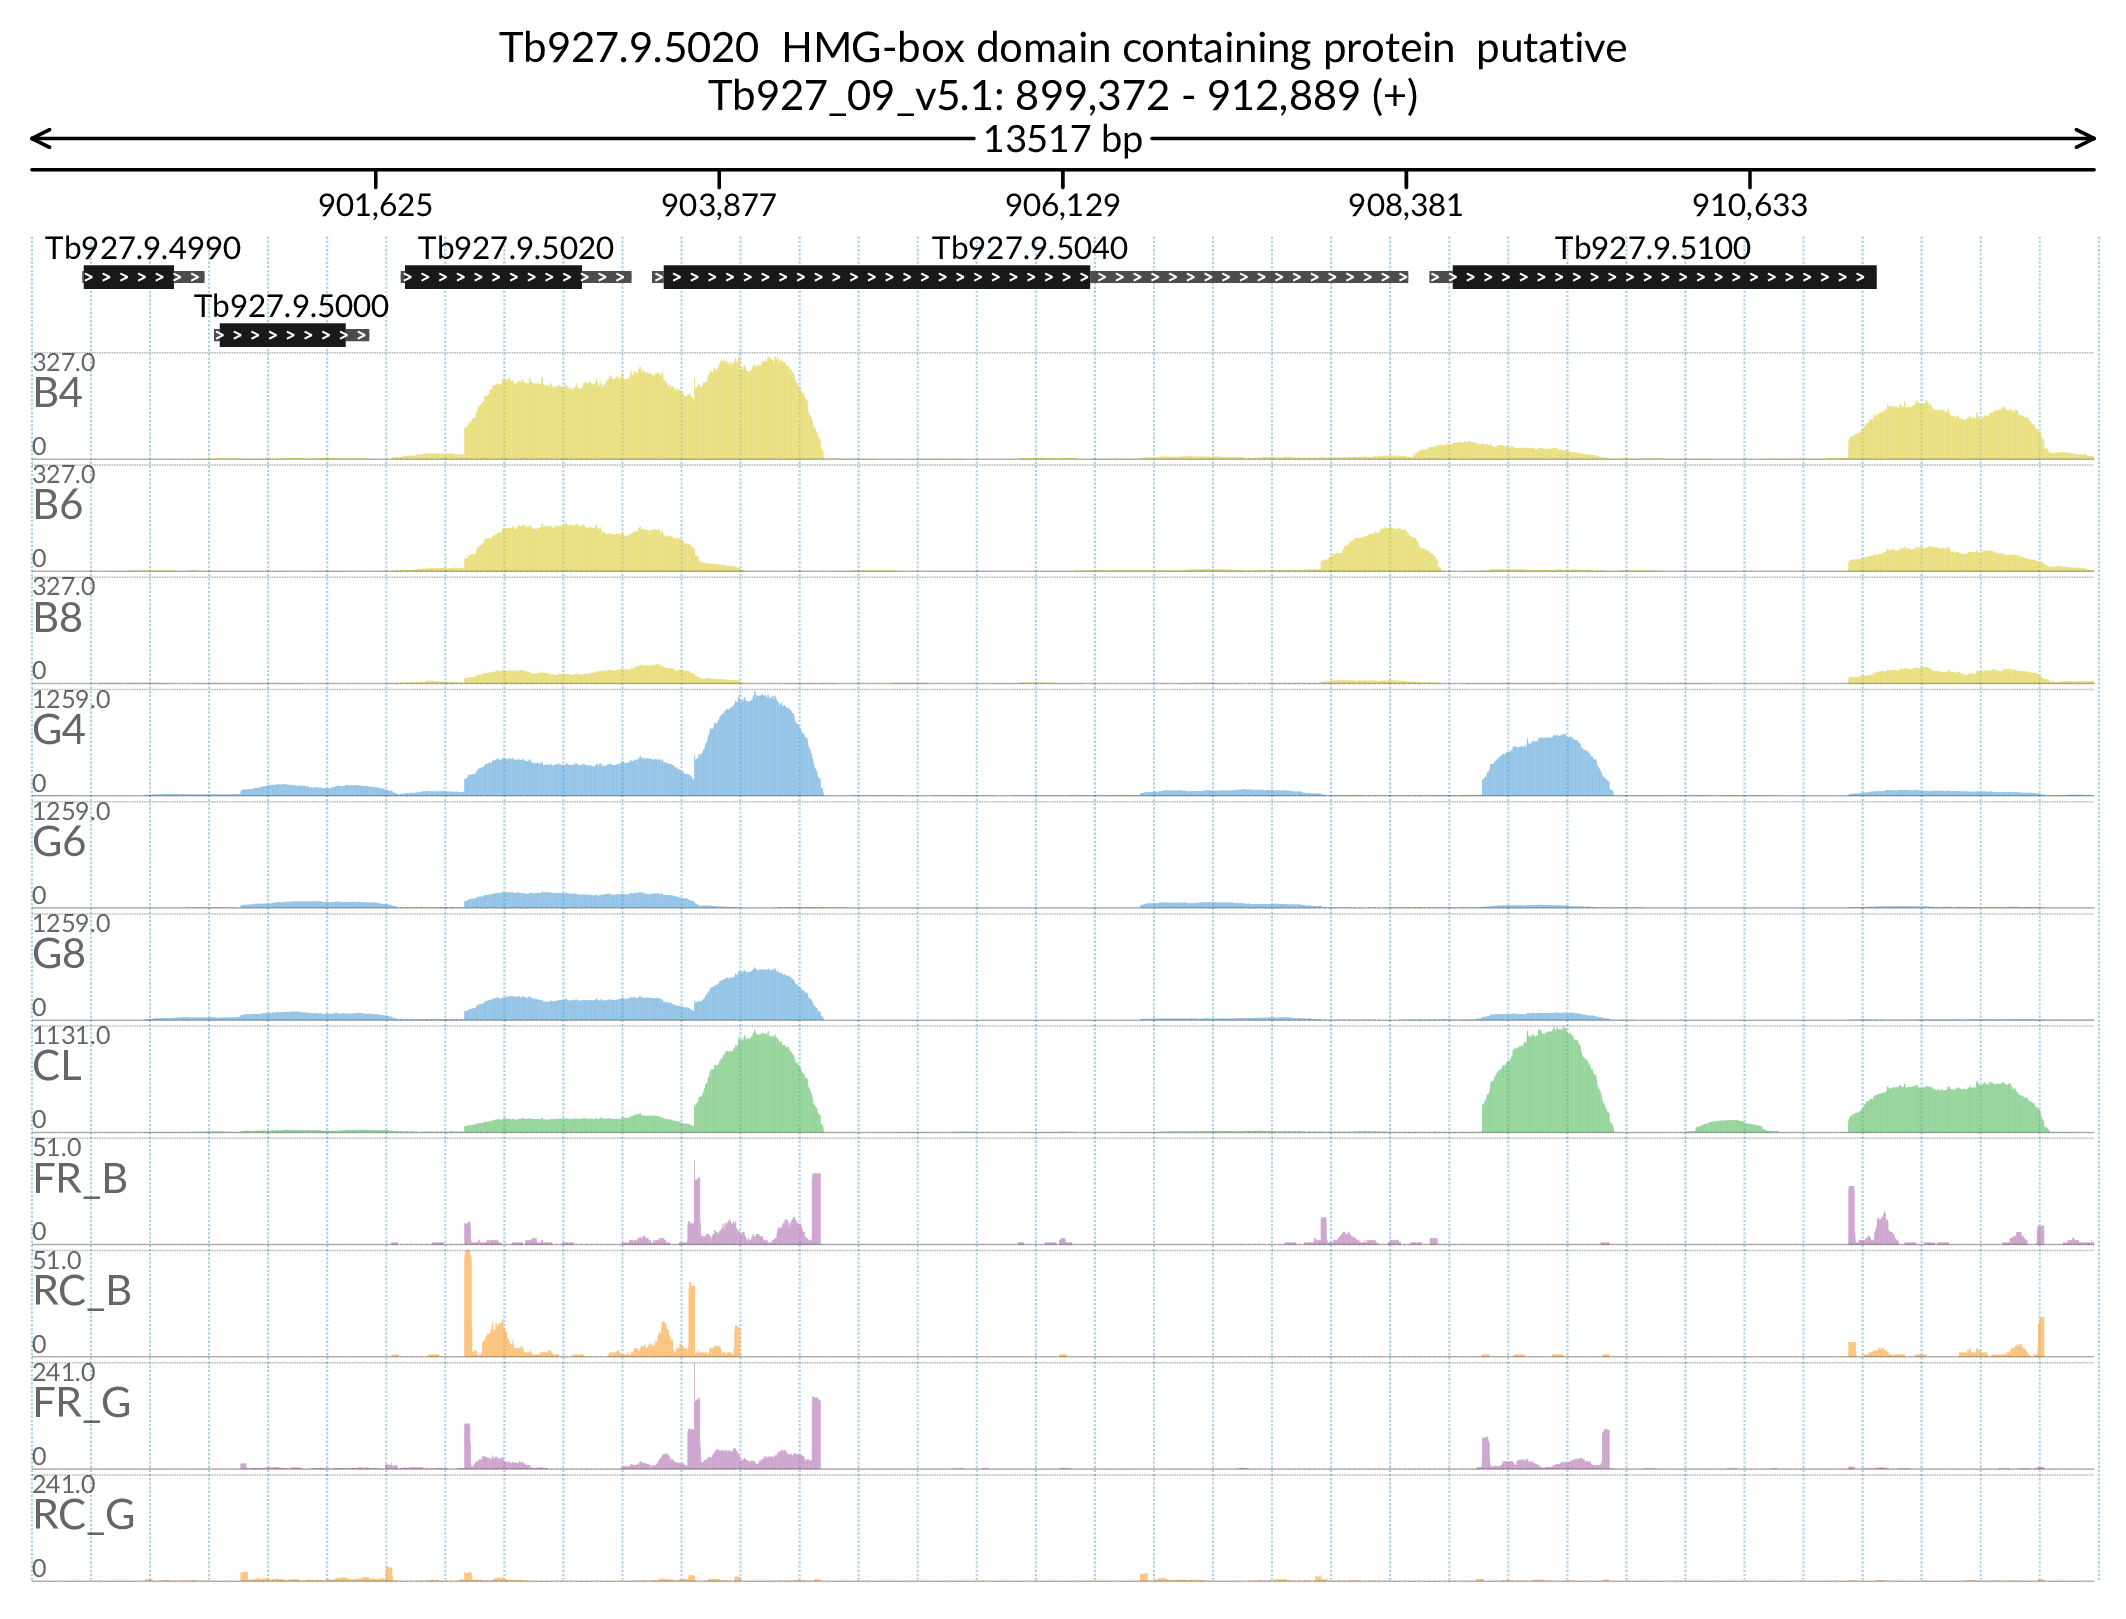 Tb927.9.5020  HMG-box domain containing protein  putative
Tb927_09_v5.1: 899,372 - 912,889 (+)
13517 bp
901,625 903,877 906,129 908,381 910,633
Tb927.9.4990 Tb927.9.5020 Tb927.9.5040 Tb927.9.5100
Tb927.9.5000
327.0
B4
0
327.0
B6
0
327.0
B8
0
1259.0
G4
0
1259.0
G6
0
1259.0
G8
0
1131.0
CL
0
51.0
FR_B
0
51.0
RC_B
0
241.0
FR_G
0
241.0
RC_G
0